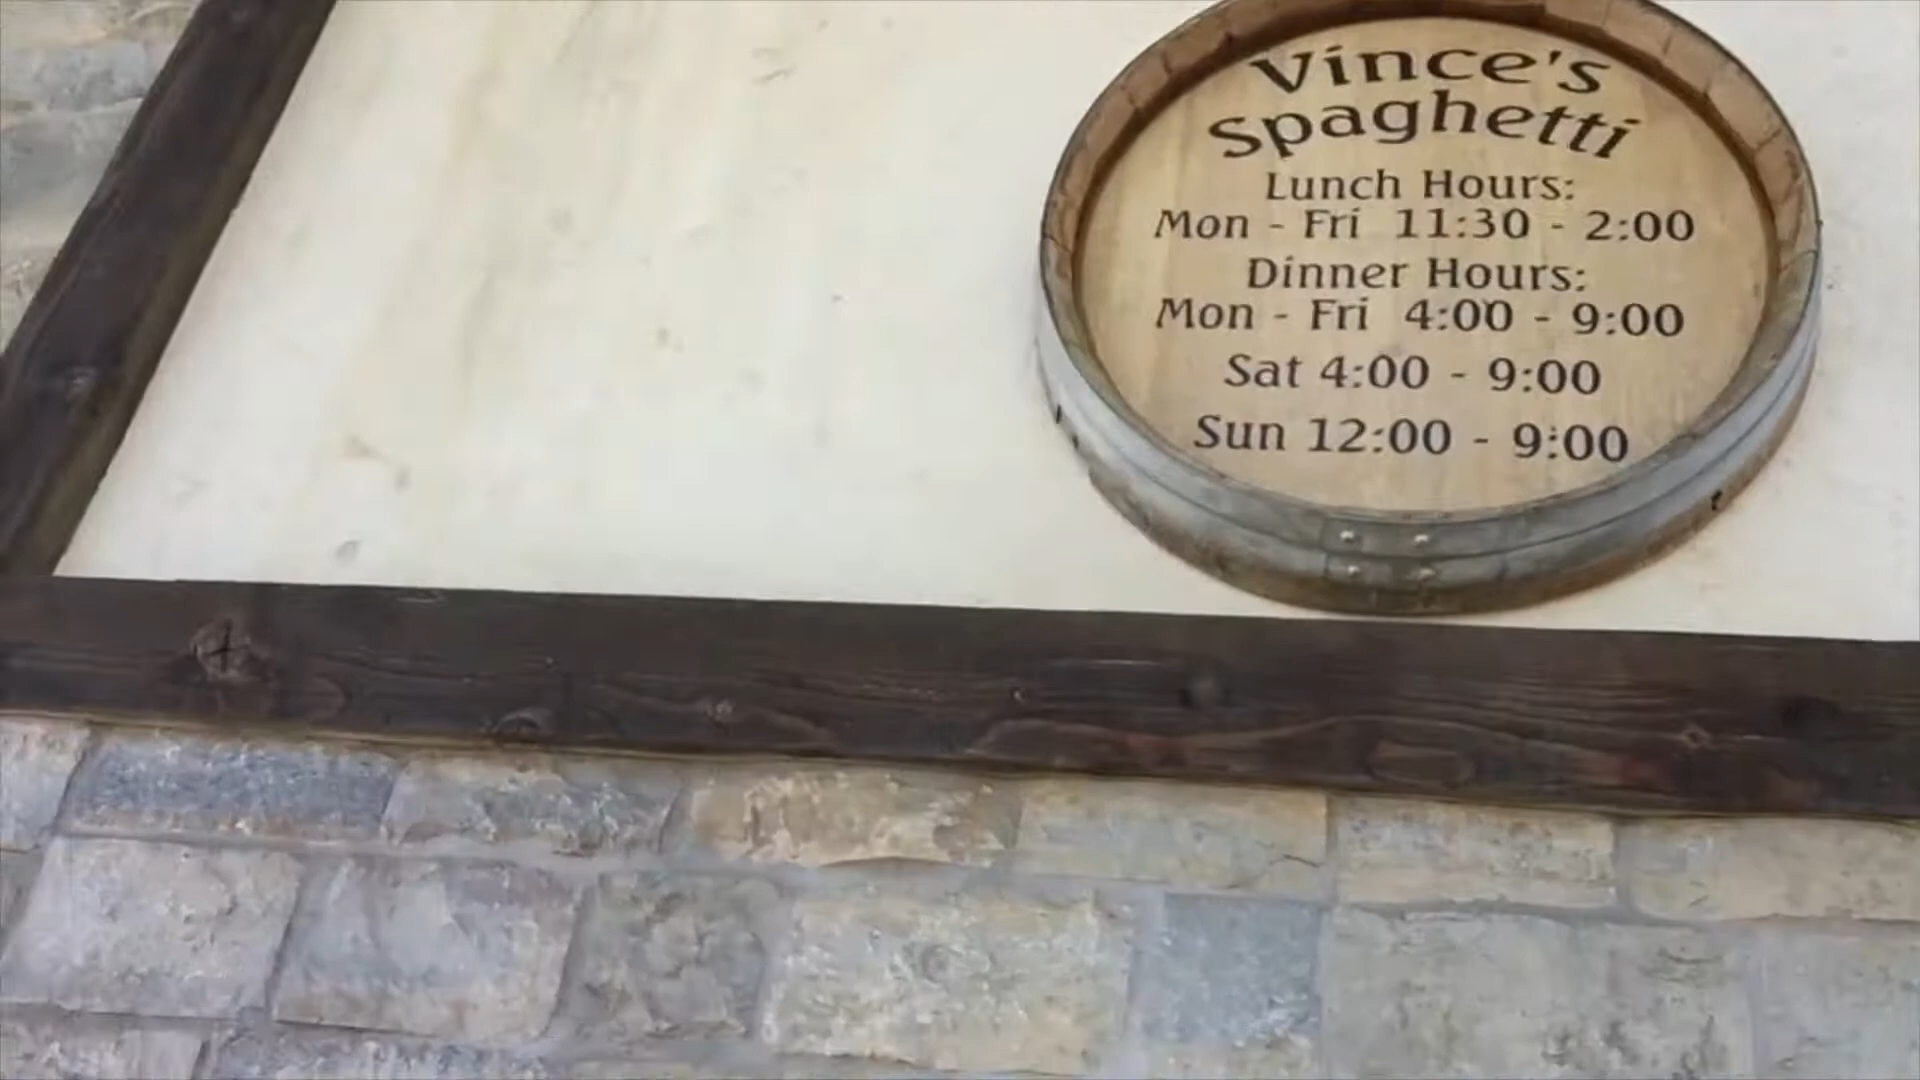 Vince's
Spaghetti
Lunch Hours:
Mon - Fri 11:30 - 2:00
Dinner Hours:
Mon - Fri 4:00 - 9:00
Sat 4:00 - 9:00
Sun 12:00 - 9:00